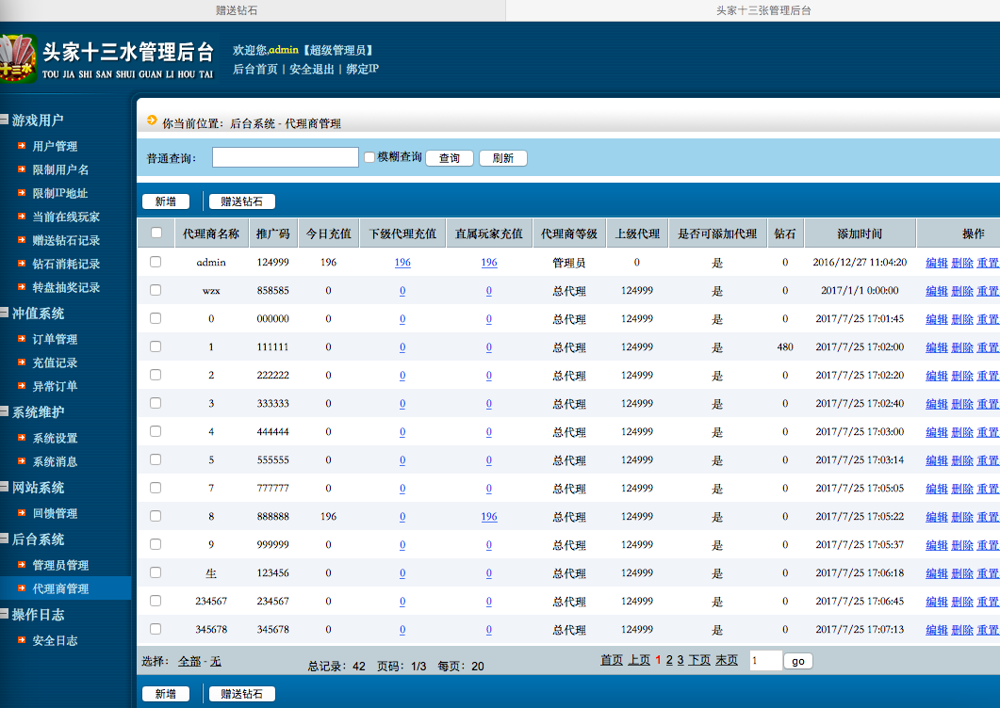 赠送钻石 头家十三张管理后台
十三水 头家十三水管理后台
TOU JIA SHI SAN SHUI GUAN LI HOU TAI
欢迎您,admin【超级管理员】
后台首页 | 安全退出 | 绑定IP
游戏用户
用户管理
限制用户名
限制IP地址
当前在线玩家
赠送钻石记录
钻石消耗记录
转盘抽奖记录
冲值系统
订单管理
充值记录
异常订单
系统维护
系统设置
系统消息
网站系统
回馈管理
后台系统
管理员管理
代理商管理
操作日志
安全日志
你当前位置：后台系统 - 代理商管理
普通查询： 模糊查询 查询 刷新
新增 赠送钻石
代理商名称 推广码 今日充值 下级代理充值 直属玩家充值 代理商等级 上级代理 是否可添加代理 钻石 添加时间 操作
admin 124999 196 196 196 管理员 0 是 0 2016/12/27 11:04:20 编辑 删除 重置
wzx 858585 0 0 0 总代理 124999 是 0 2017/1/1 0:00:00 编辑 删除 重置
0 000000 0 0 0 总代理 124999 是 0 2017/7/25 17:01:45 编辑 删除 重置
1 111111 0 0 0 总代理 124999 是 480 2017/7/25 17:02:00 编辑 删除 重置
2 222222 0 0 0 总代理 124999 是 0 2017/7/25 17:02:20 编辑 删除 重置
3 333333 0 0 0 总代理 124999 是 0 2017/7/25 17:02:40 编辑 删除 重置
4 444444 0 0 0 总代理 124999 是 0 2017/7/25 17:03:00 编辑 删除 重置
5 555555 0 0 0 总代理 124999 是 0 2017/7/25 17:03:14 编辑 删除 重置
7 777777 0 0 0 总代理 124999 是 0 2017/7/25 17:05:05 编辑 删除 重置
8 888888 196 0 196 总代理 124999 是 0 2017/7/25 17:05:22 编辑 删除 重置
9 999999 0 0 0 总代理 124999 是 0 2017/7/25 17:05:37 编辑 删除 重置
生 123456 0 0 0 总代理 124999 是 0 2017/7/25 17:06:18 编辑 删除 重置
234567 234567 0 0 0 总代理 124999 是 0 2017/7/25 17:06:45 编辑 删除 重置
345678 345678 0 0 0 总代理 124999 是 0 2017/7/25 17:07:13 编辑 删除 重置
选择： 全部 - 无 总记录：42 页码：1/3 每页：20 首页 上页 1 2 3 下页 末页 1 go
新增 赠送钻石